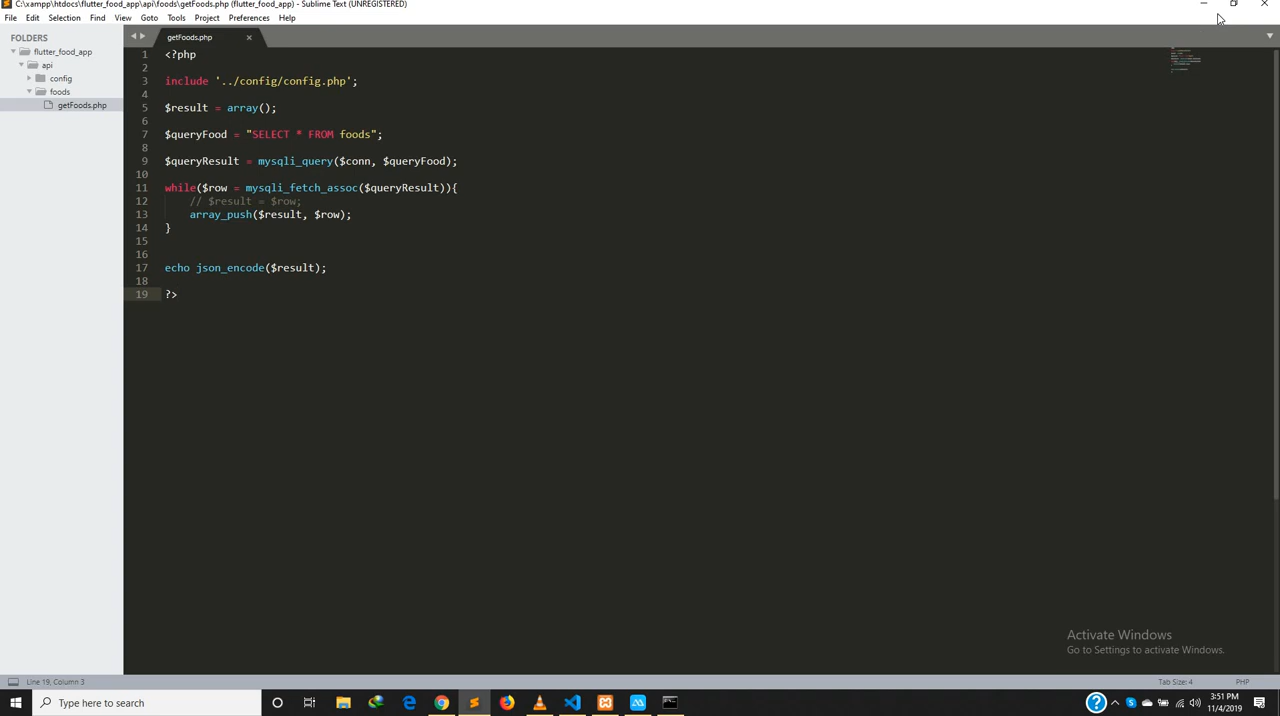 C:\xampp\htdocs\flutter_food_app\api\foods\getFoods.php (flutter_food_app) - Sublime Text (UNREGISTERED)
File Edit Selection Find View Goto Tools Project Preferences Help
FOLDERS
flutter_food_app
api
config
foods
getFoods.php
getFoods.php ×
1 <?php
2
3 include '../config/config.php';
4
5 $result = array();
6
7 $queryFood = "SELECT * FROM foods";
8
9 $queryResult = mysqli_query($conn, $queryFood);
10
11 while($row = mysqli_fetch_assoc($queryResult)){
12 // $result = $row;
13 array_push($result, $row);
14 }
15
16
17 echo json_encode($result);
18
19 ?>
Activate Windows
Go to Settings to activate Windows.
Line 19, Column 3
Tab Size: 4 PHP
Type here to search
3:51 PM
11/4/2019